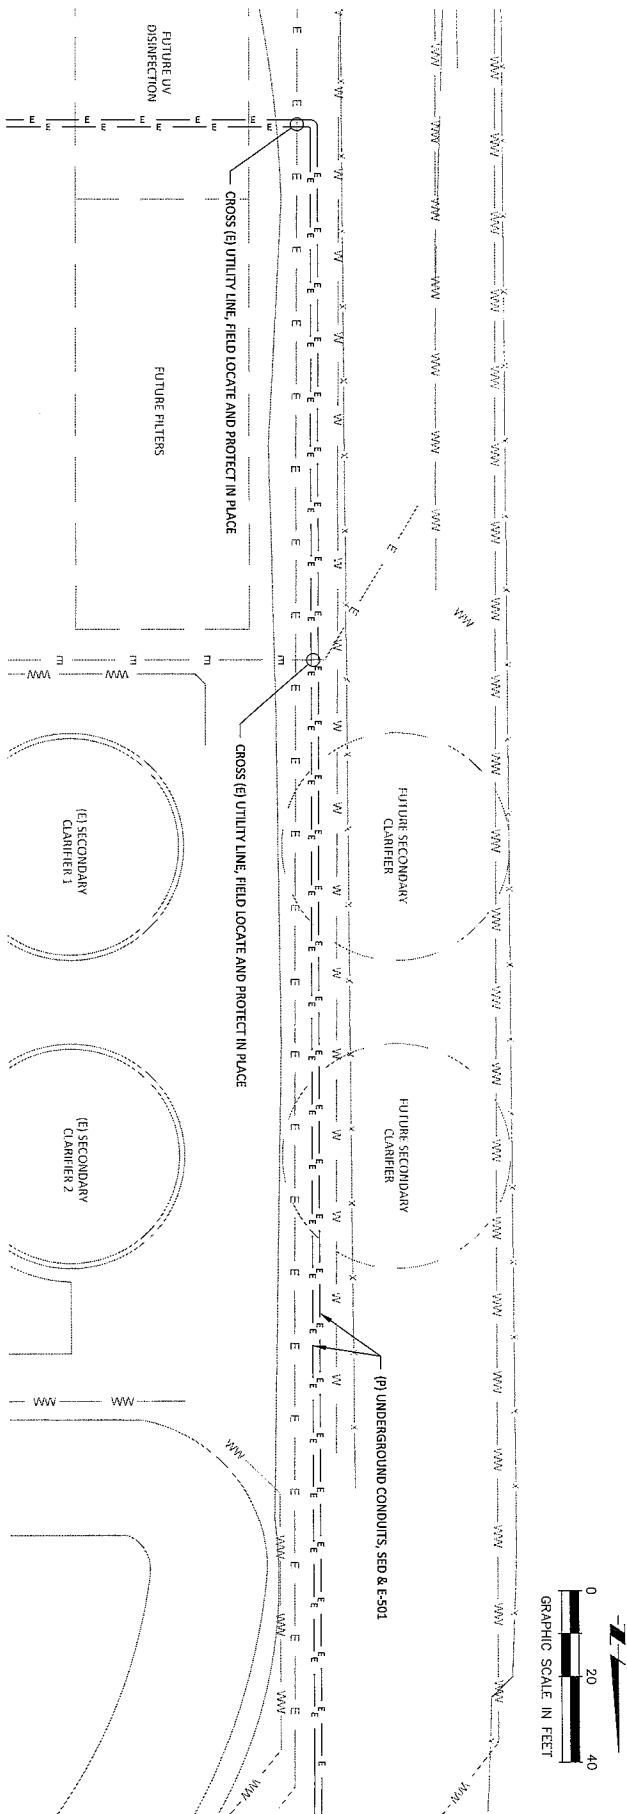 FUTURE UV
DISINFECTION
CROSS (E) UTILITY LINE, FIELD LOCATE AND PROTECT IN PLACE
FUTURE FILTERS
CROSS (E) UTILITY LINE, FIELD LOCATE AND PROTECT IN PLACE
(E) SECONDARY
CLARIFIER 1
FUTURE SECONDARY
CLARIFIER
(E) SECONDARY
CLARIFIER 2
FUTURE SECONDARY
CLARIFIER
(P) UNDERGROUND CONDUITS, SED & E-501
0 20 40
GRAPHIC SCALE IN FEET